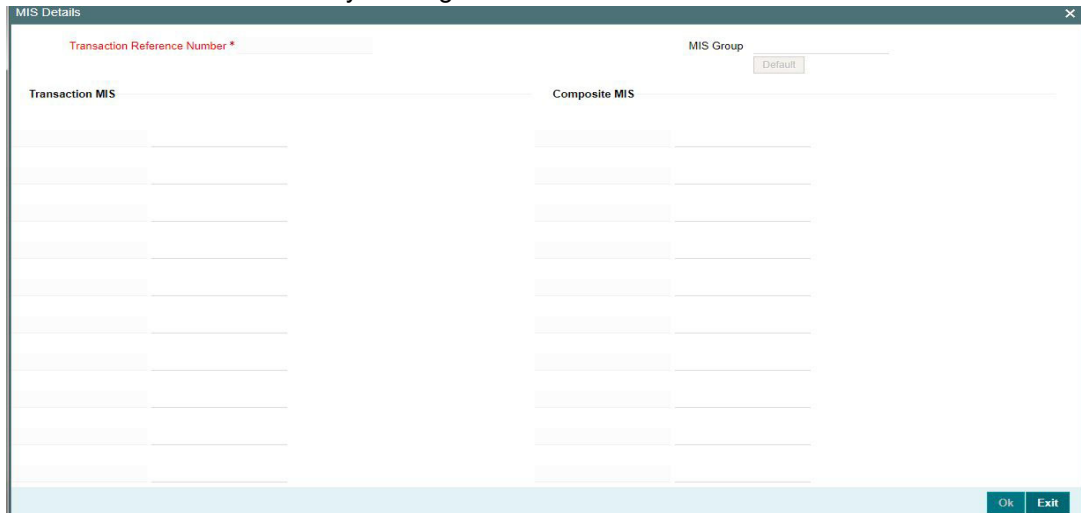 MIS Details
Transaction Reference Number *
MIS Group
Default
Transaction MIS
Composite MIS
Ok Exit